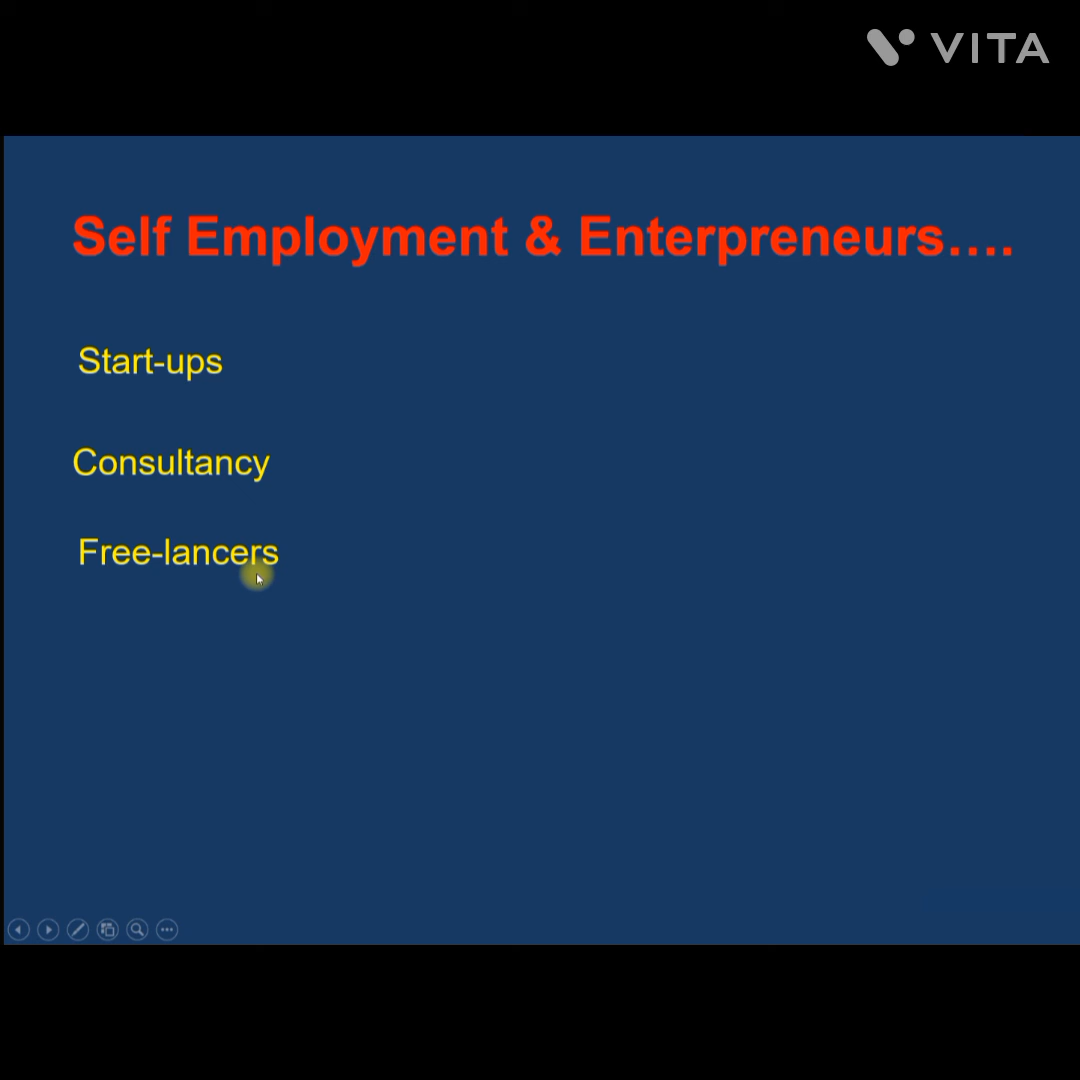 VITA
Self Employment & Enterpreneurs....
Start-ups
Consultancy
Free-lancers